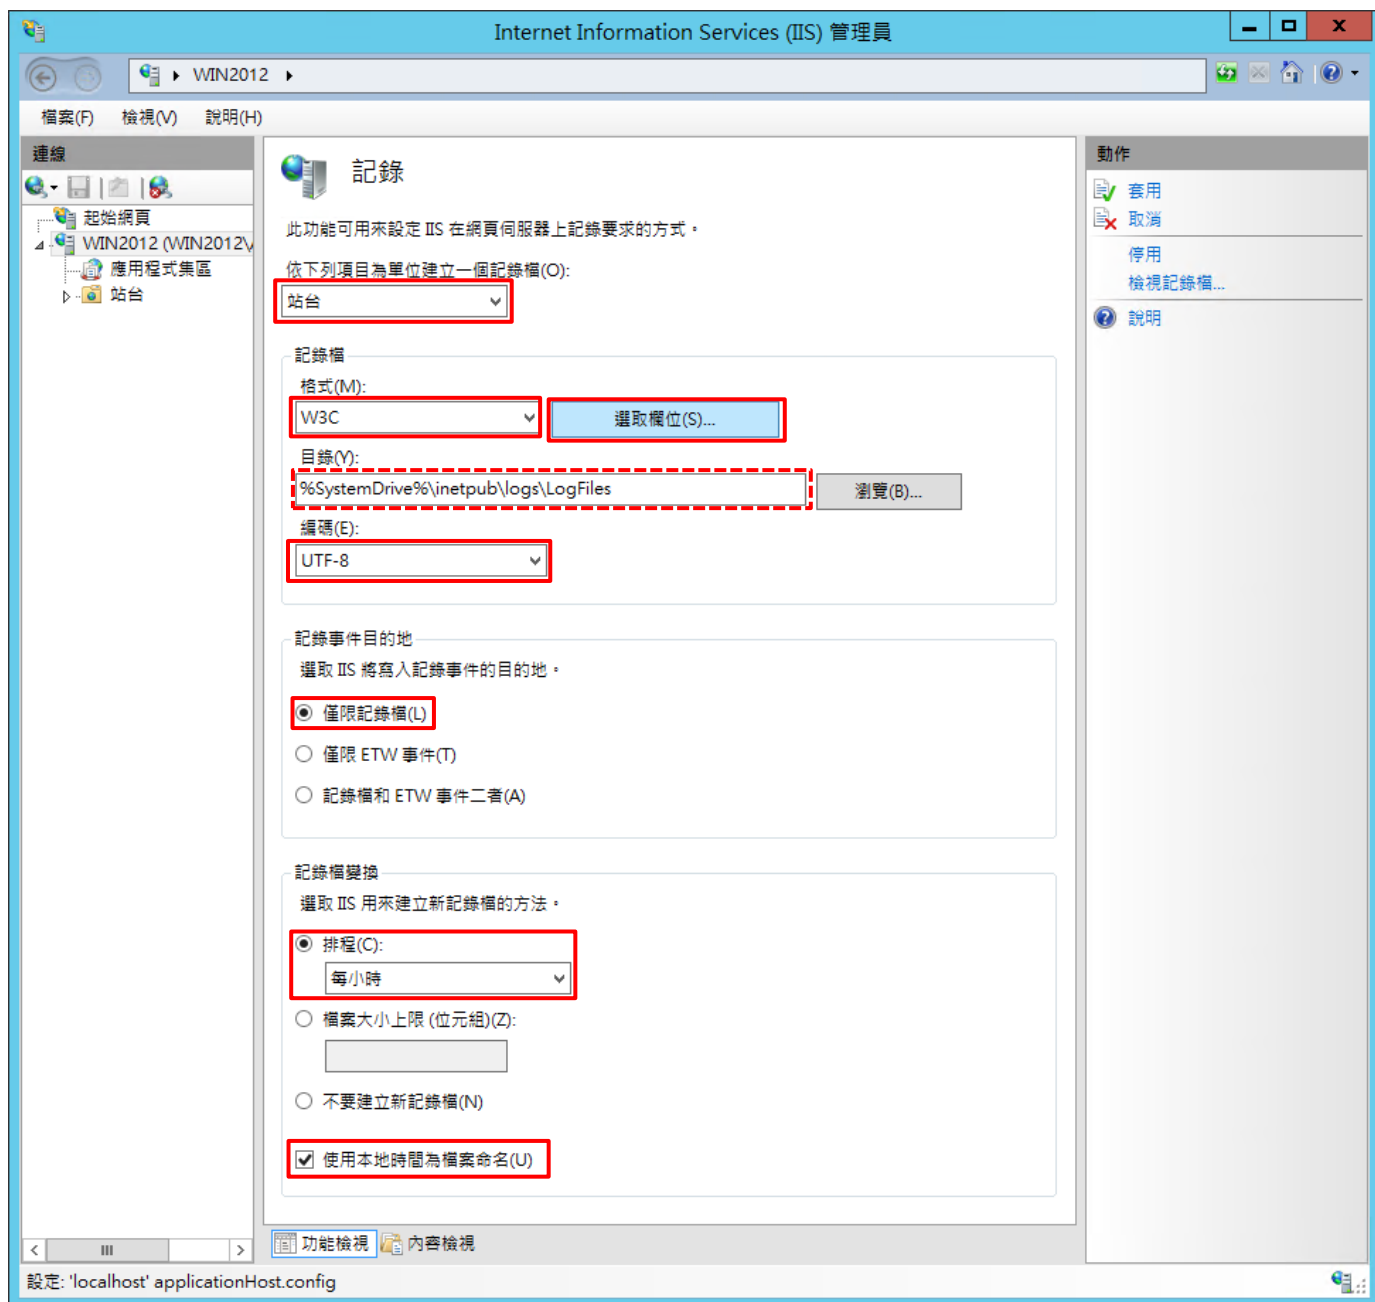 Internet Information Services (IIS) 管理員
WIN2012
檔案(F) 檢視(V) 說明(H)
連線
起始網頁
WIN2012 (WIN2012\
應用程式集區
站台
記錄
此功能可用來設定 IIS 在網頁伺服器上記錄要求的方式。
依下列項目為單位建立一個記錄檔(O):
站台
記錄檔
格式(M):
W3C
選取欄位(S)...
目錄(Y):
%SystemDrive%\inetpub\logs\LogFiles
瀏覽(B)...
編碼(E):
UTF-8
記錄事件目的地
選取 IIS 將寫入記錄事件的目的地。
僅限記錄檔(L)
僅限 ETW 事件(T)
記錄檔和 ETW 事件二者(A)
記錄檔變換
選取 IIS 用來建立新記錄檔的方法。
排程(C):
每小時
檔案大小上限 (位元組)(Z):
不要建立新記錄檔(N)
使用本地時間為檔案命名(U)
功能檢視 內容檢視
動作
套用
取消
停用
檢視記錄檔...
說明
設定: 'localhost' applicationHost.config